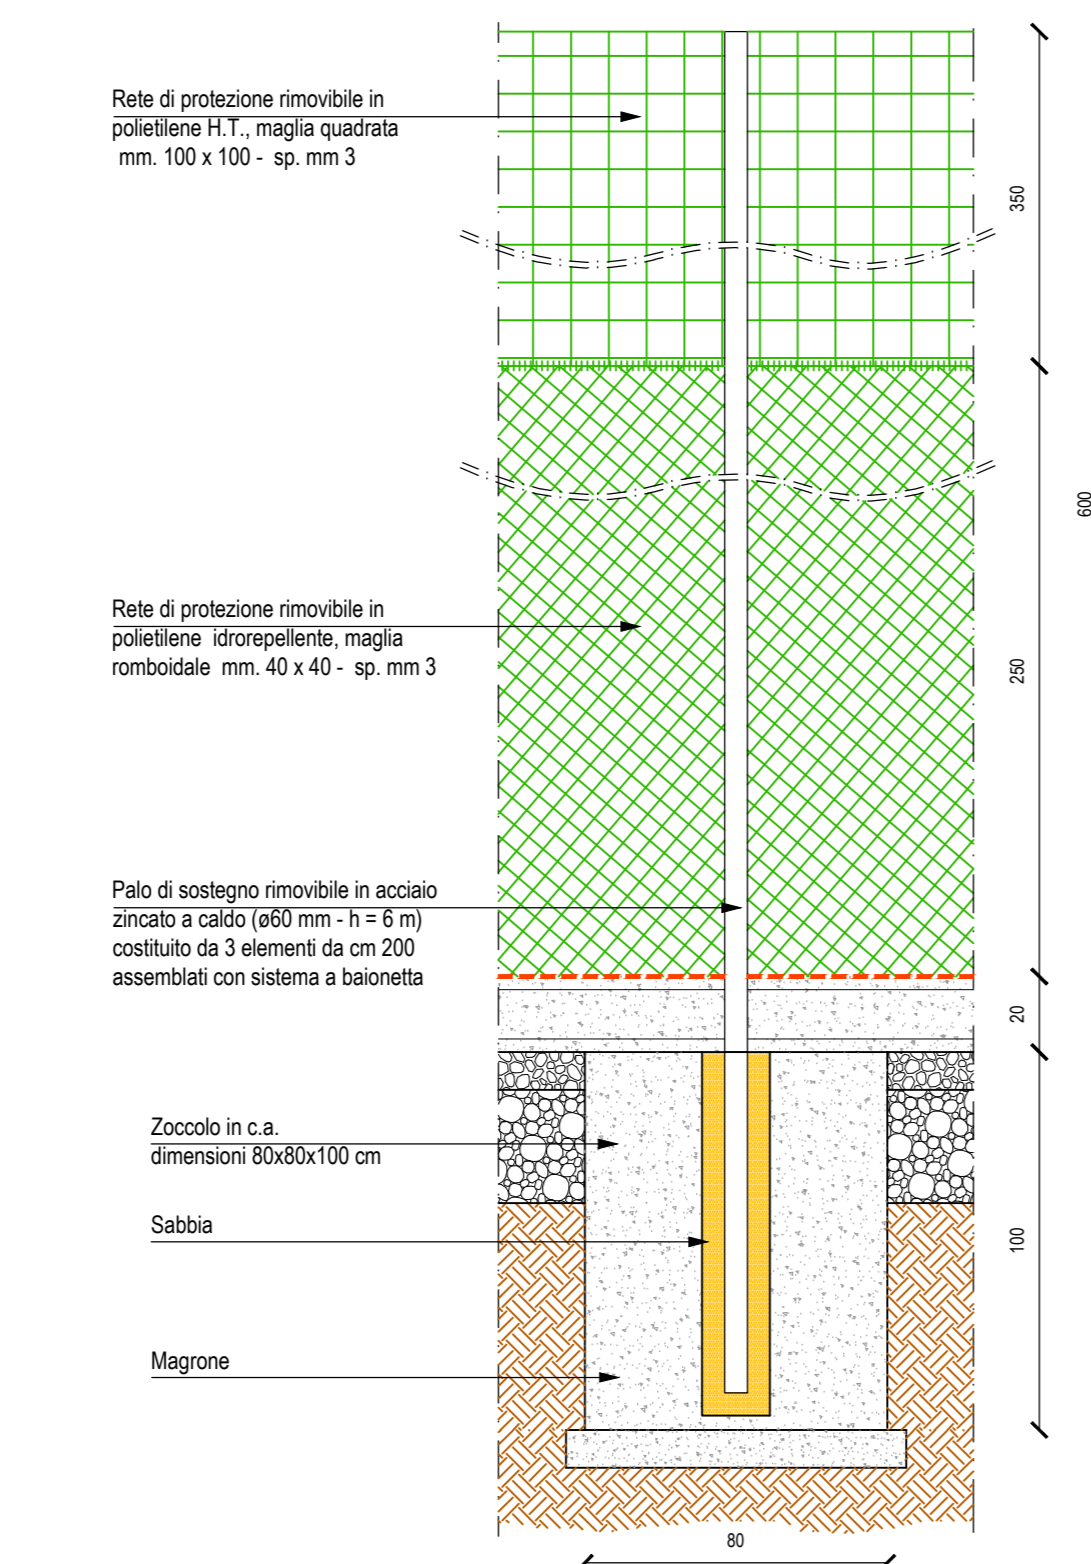 Rete di protezione rimovibile in
polietilene H.T., maglia quadrata
mm. 100 x 100 - sp. mm 3
350
600
Rete di protezione rimovibile in
polietilene idrorepellente, maglia
romboidale mm. 40 x 40 - sp. mm 3
250
Palo di sostegno rimovibile in acciaio
zincato a caldo (ø60 mm - h = 6 m)
costituito da 3 elementi da cm 200
assemblati con sistema a baionetta
20
Zoccolo in c.a.
dimensioni 80x80x100 cm
Sabbia
100
Magrone
80